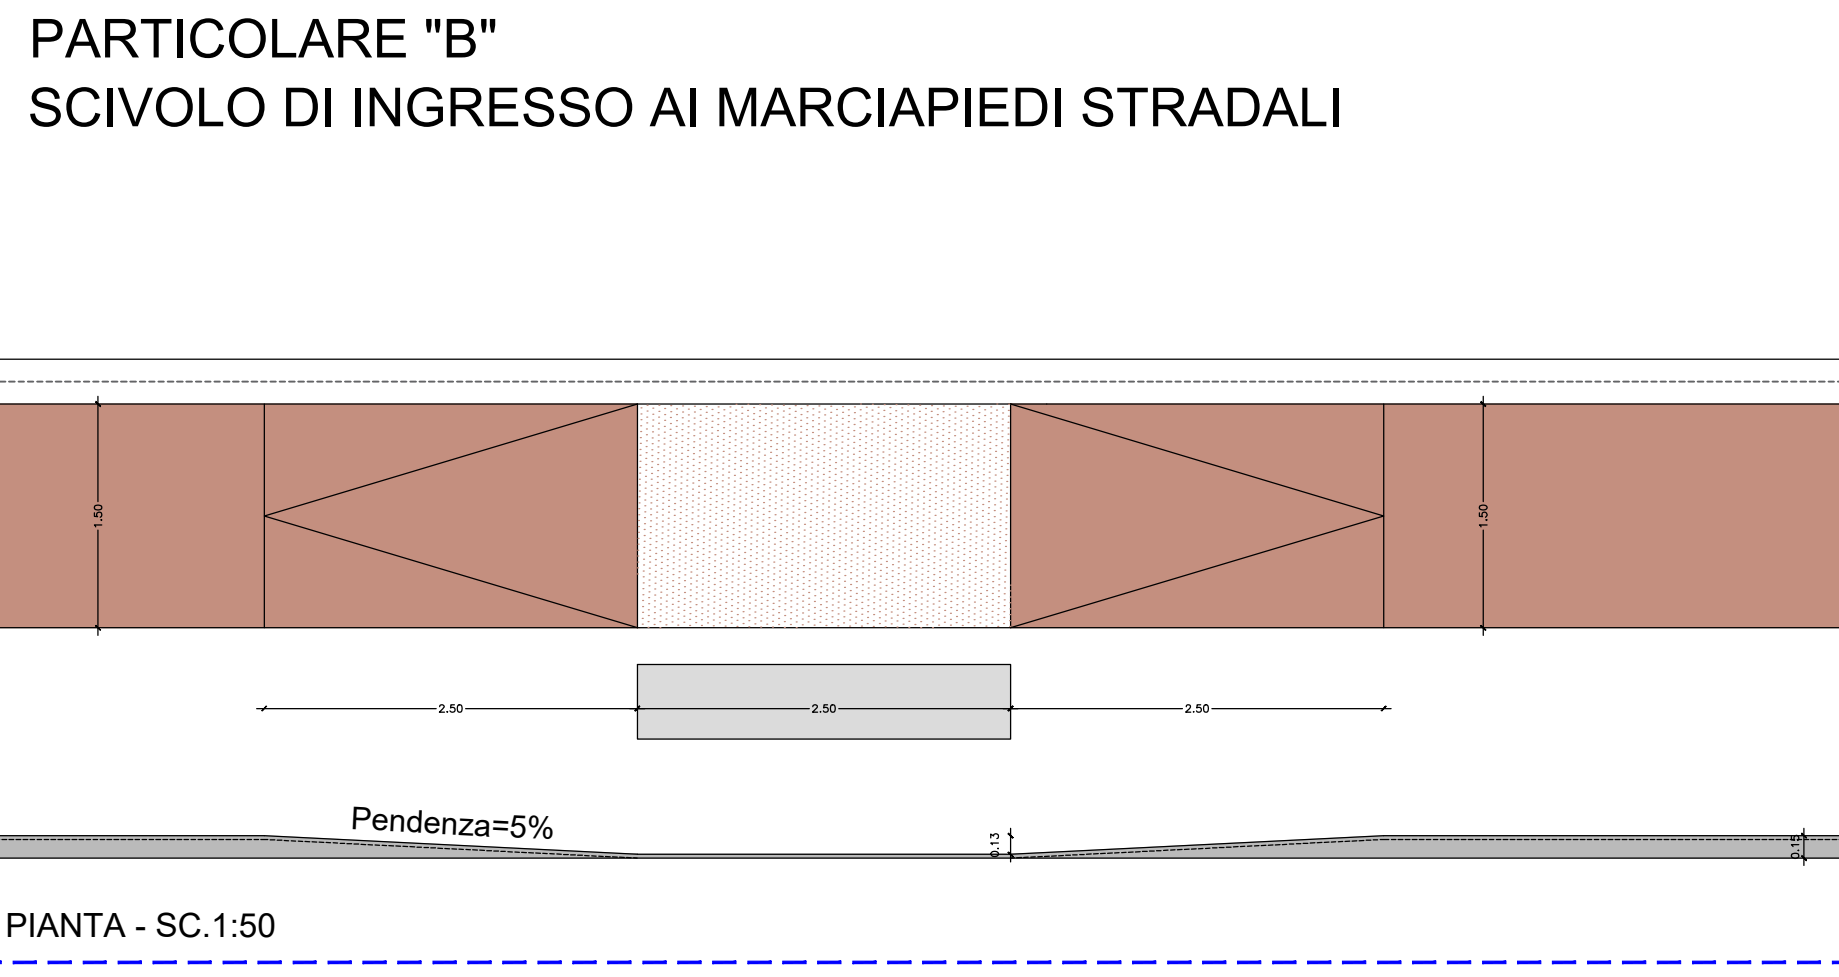 PARTICOLARE "B"
SCIVOLO DI INGRESSO AI MARCIAPIEDI STRADALI
1.50
1.50
2.50
2.50
2.50
Pendenza=5%
0.13
0.15
PIANTA - SC.1:50